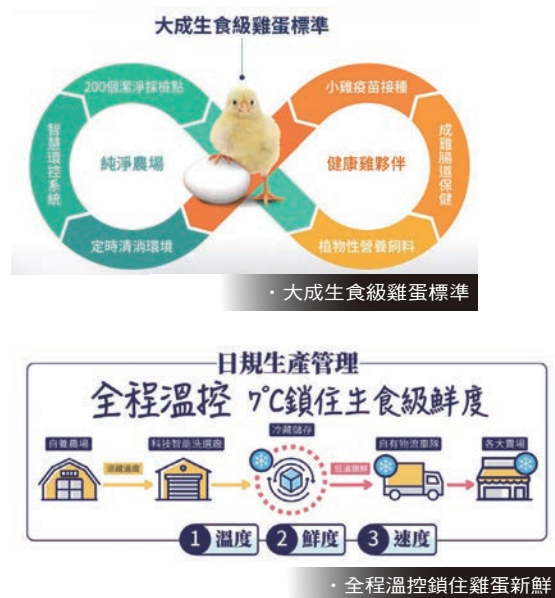 大成生食級雞蛋標準
200個潔淨採檢點
小雞疫苗接種
智慧環控系統
純淨農場
健康雞夥伴
成雞腸道保健
定時清消環境
植物性營養飼料
・大成生食級雞蛋標準
日規生產管理
全程溫控 7°C鎖住生食級鮮度
自養農場
科技智能洗選廠
冷藏儲存
自有物流車隊
各大賣場
1 溫度
2 鮮度
3 速度
・全程溫控鎖住雞蛋新鮮